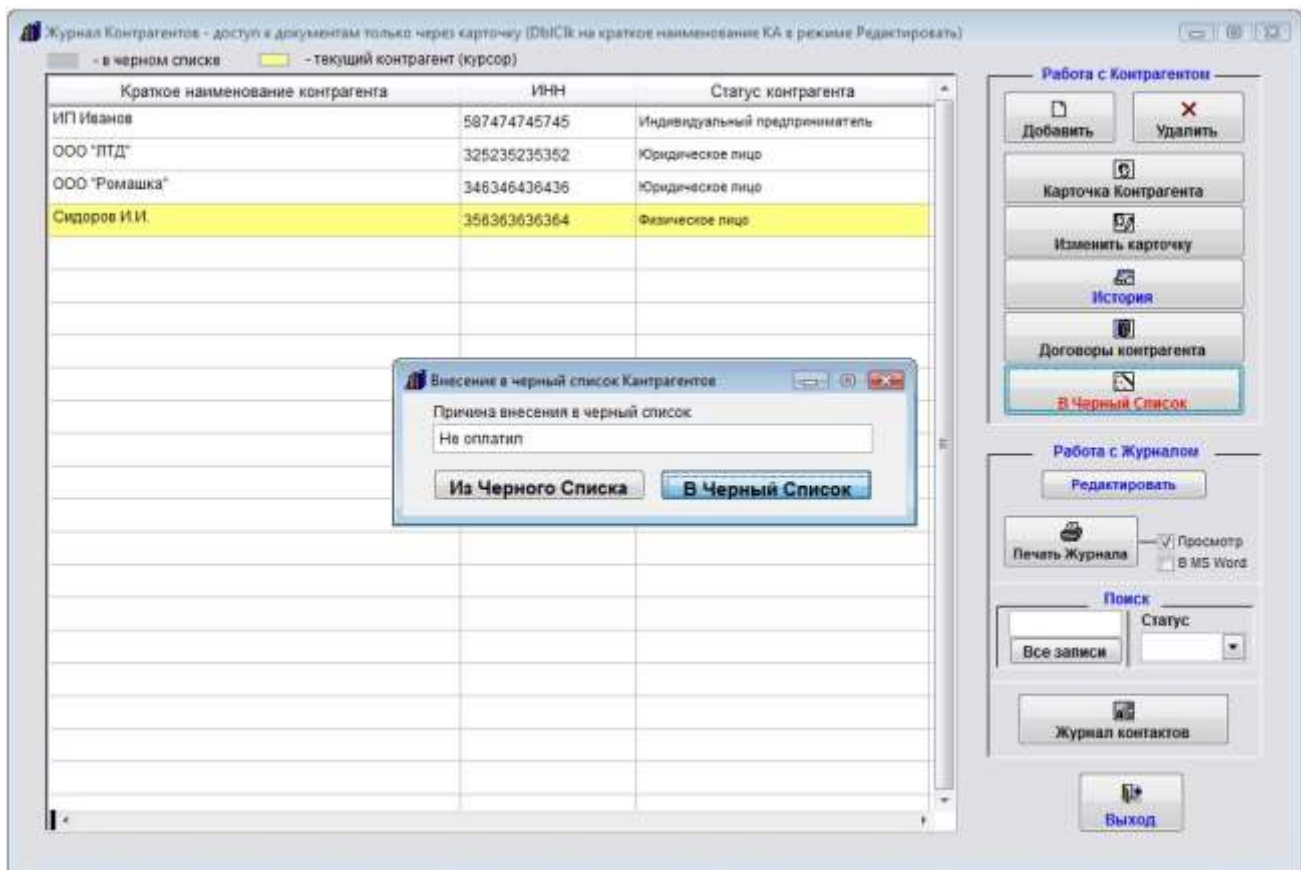 Журнал Контрагентов - доступ к документам только через карточку (DblClk на краткое наименование КА в режиме Редактировать)
- в черном списке - текущий контрагент (курсор)
Краткое наименование контрагента ИНН Статус контрагента
ИП Иванов 587474745745 Индивидуальный предприниматель
ООО "ЛТД" 325235235352 Юридическое лицо
ООО "Ромашка" 346346436436 Юридическое лицо
Сидоров И.И. 356363636364 Физическое лицо
Внесение в черный список Кантрагентов
Причина внесения в черный список
Не оплатил
Из Черного Списка В Черный Список
Работа с Контрагентом
Добавить Удалить
Карточка Контрагента
Изменить карточку
История
Договоры контрагента
В Черный Список
Работа с Журналом
Редактировать
Печать Журнала Просмотр
В MS Word
Поиск
Статус
Все записи
Журнал контактов
Выход